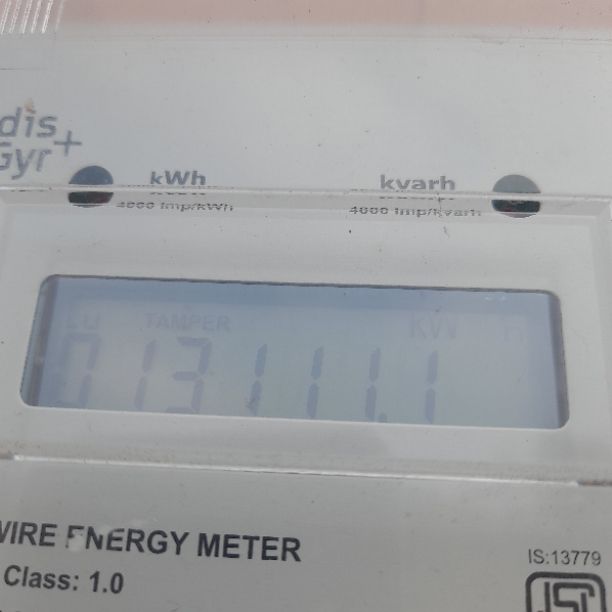 dis
Gyr+
kWh kvarh
4000 Imp/kWh 4000 Imp/kvarh
TAMPER KW h
013111.1
WIRE ENERGY METER
Class: 1.0
IS:13779
ISI